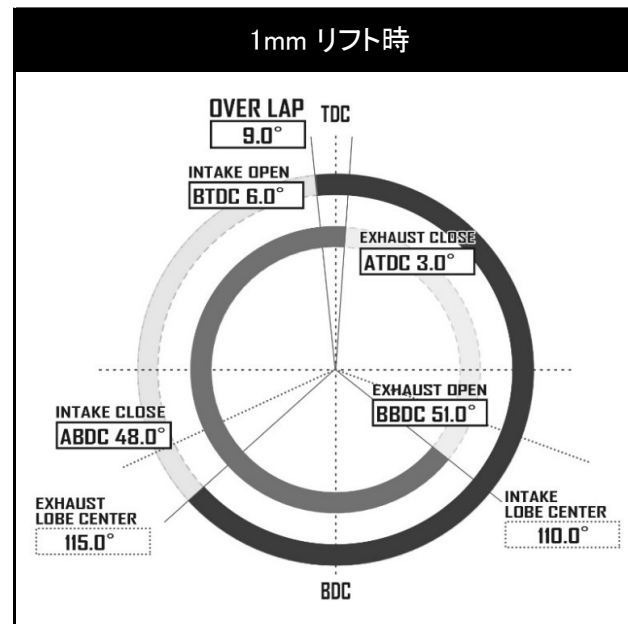 1mm リフト時
OVER LAP
9.0°
TDC
INTAKE OPEN
BTDC 6.0°
EXHAUST CLOSE
ATDC 3.0°
EXHAUST OPEN
BBDC 51.0°
INTAKE CLOSE
ABDC 48.0°
EXHAUST
LOBE CENTER
115.0°
INTAKE
LOBE CENTER
110.0°
BDC